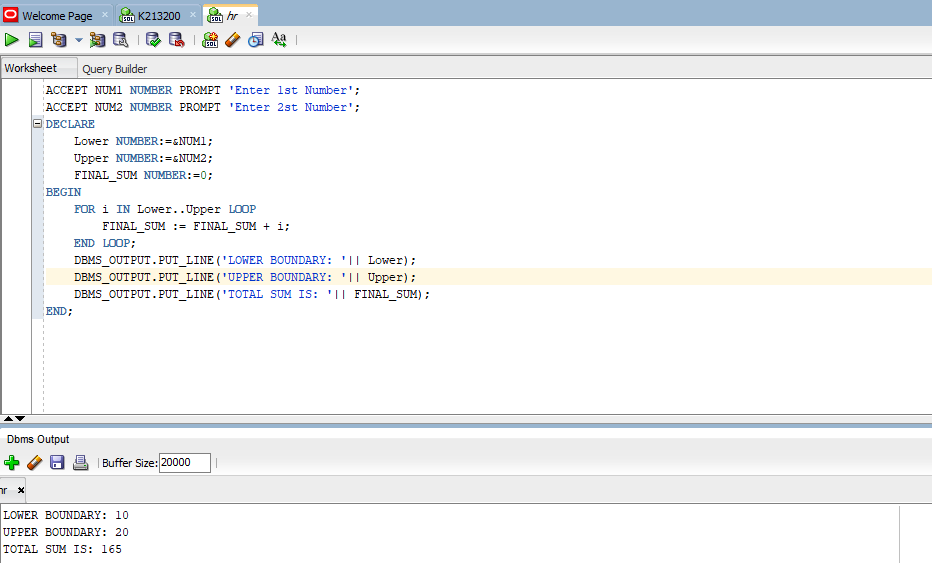 Welcome Page
K213200
hr
Worksheet
Query Builder
ACCEPT NUM1 NUMBER PROMPT 'Enter 1st Number';
ACCEPT NUM2 NUMBER PROMPT 'Enter 2st Number';
DECLARE
Lower NUMBER:=&NUM1;
Upper NUMBER:=&NUM2;
FINAL_SUM NUMBER:=0;
BEGIN
FOR i IN Lower..Upper LOOP
FINAL_SUM := FINAL_SUM + i;
END LOOP;
DBMS_OUTPUT.PUT_LINE('LOWER BOUNDARY: '|| Lower);
DBMS_OUTPUT.PUT_LINE('UPPER BOUNDARY: '|| Upper);
DBMS_OUTPUT.PUT_LINE('TOTAL SUM IS: '|| FINAL_SUM);
END;
Dbms Output
Buffer Size: 20000
hr
LOWER BOUNDARY: 10
UPPER BOUNDARY: 20
TOTAL SUM IS: 165